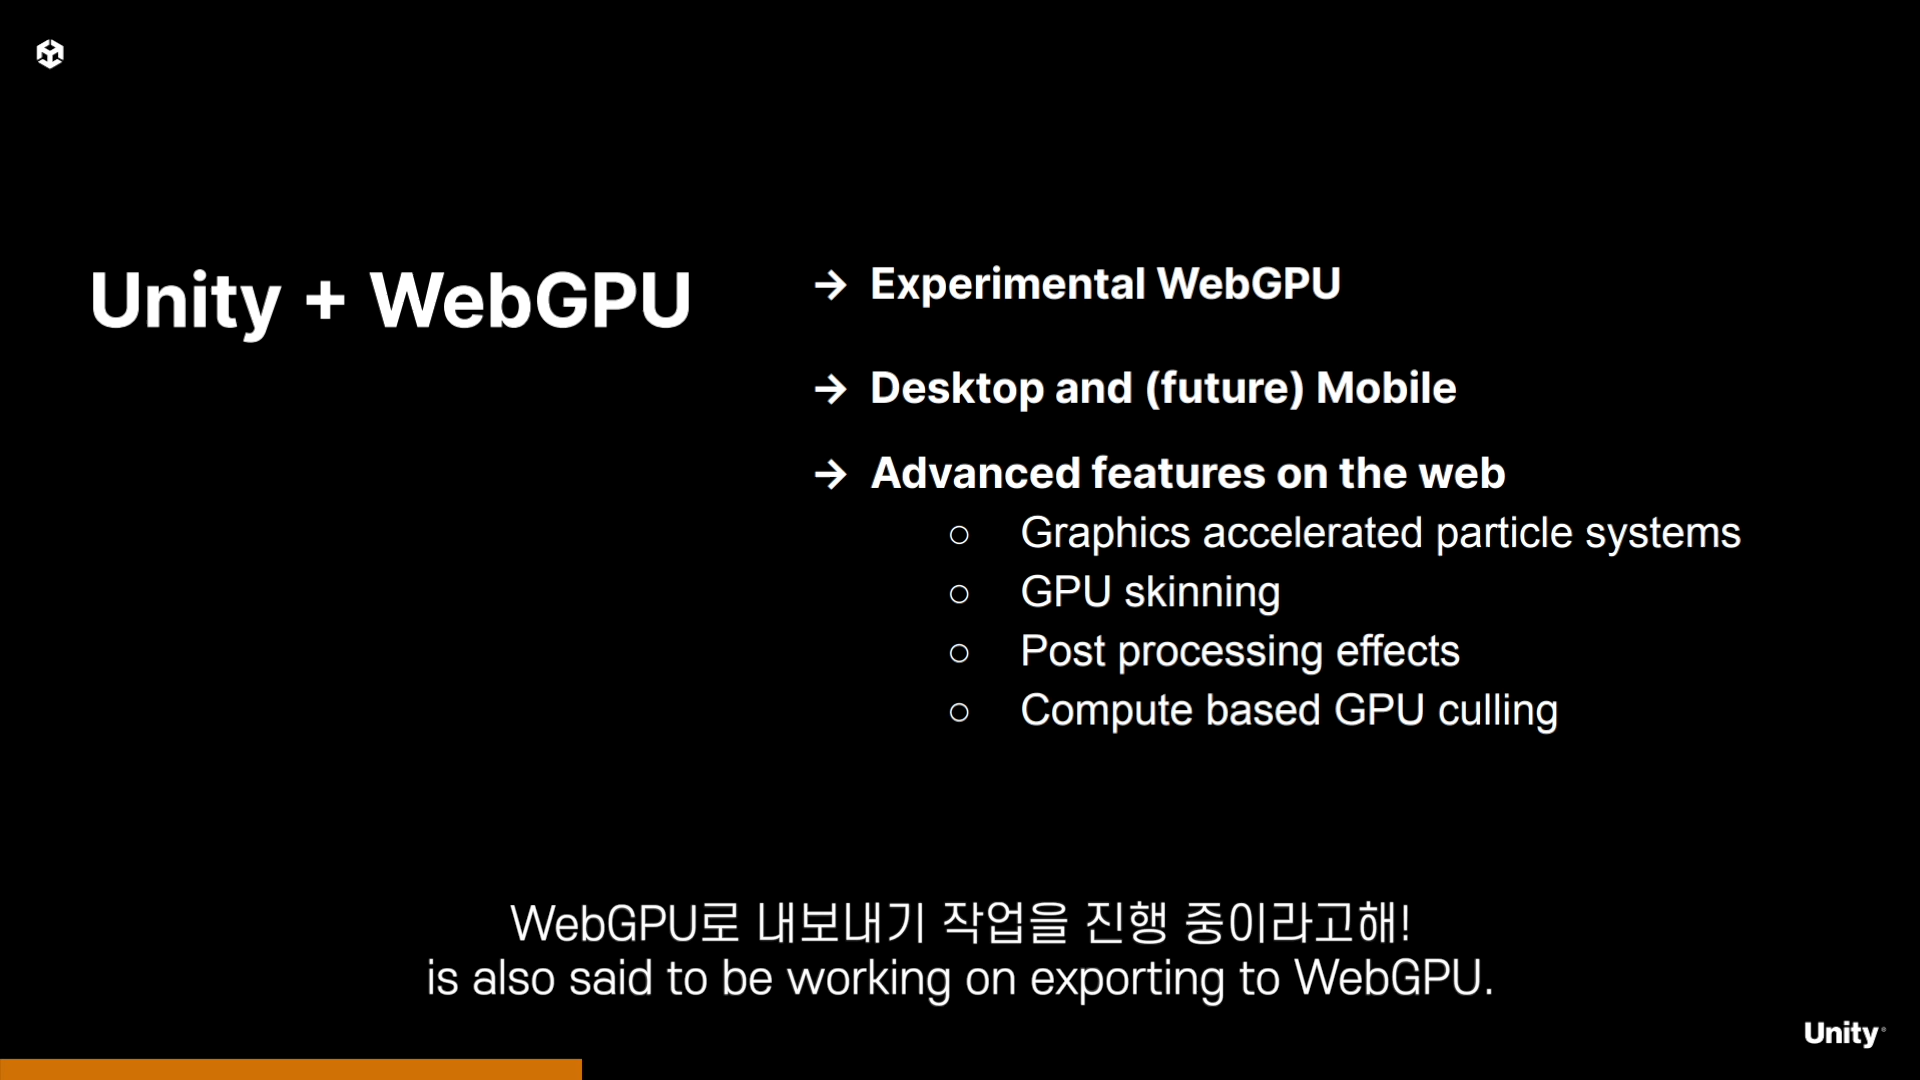 Unity + WebGPU
→ Experimental WebGPU
→ Desktop and (future) Mobile
→ Advanced features on the web
○ Graphics accelerated particle systems
○ GPU skinning
○ Post processing effects
○ Compute based GPU culling
WebGPU로 내보내기 작업을 진행 중이라고해!
is also said to be working on exporting to WebGPU.
Unity